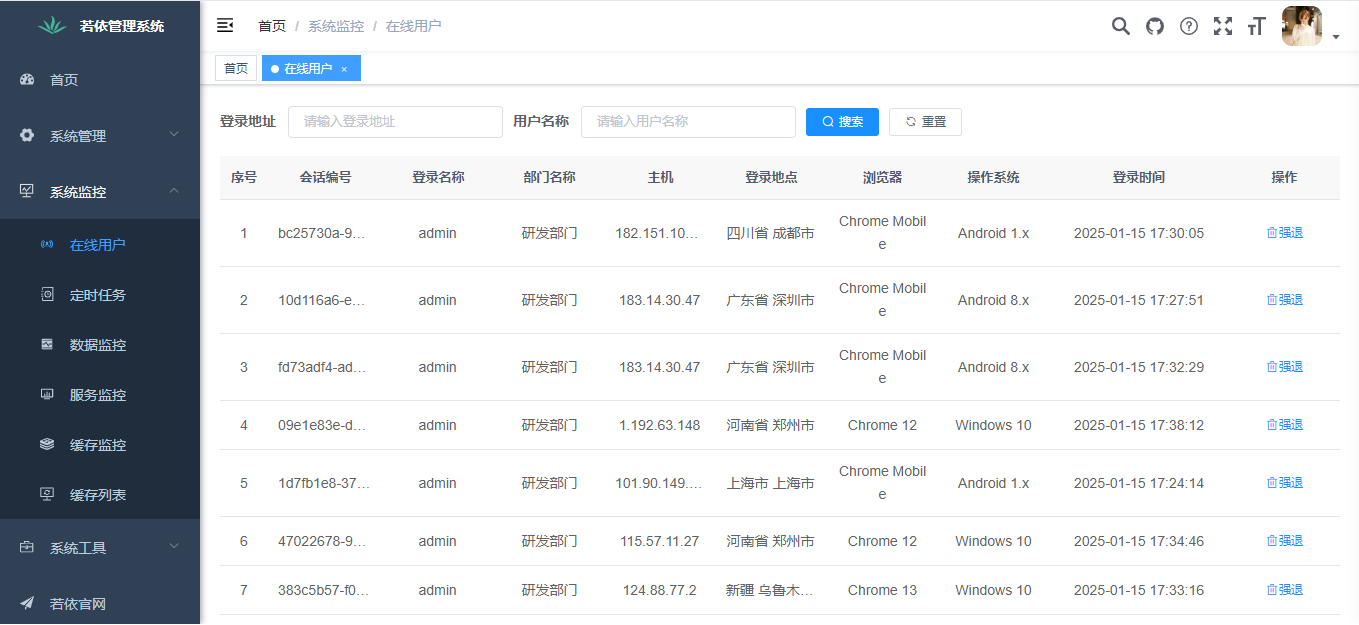 若依管理系统
首页
系统管理
系统监控
在线用户
定时任务
数据监控
服务监控
缓存监控
缓存列表
系统工具
若依官网
首页 / 系统监控 / 在线用户
首页 在线用户 ×
登录地址 请输入登录地址 用户名称 请输入用户名称 搜索 重置
序号 会话编号 登录名称 部门名称 主机 登录地点 浏览器 操作系统 登录时间 操作
1 bc25730a-9... admin 研发部门 182.151.10... 四川省 成都市 Chrome Mobil Android 1.x 2025-01-15 17:30:05 强退
e
2 10d116a6-e... admin 研发部门 183.14.30.47 广东省 深圳市 Chrome Mobil Android 8.x 2025-01-15 17:27:51 强退
e
3 fd73adf4-ad... admin 研发部门 183.14.30.47 广东省 深圳市 Chrome Mobil Android 8.x 2025-01-15 17:32:29 强退
e
4 09e1e83e-d... admin 研发部门 1.192.63.148 河南省 郑州市 Chrome 12 Windows 10 2025-01-15 17:38:12 强退
5 1d7fb1e8-37... admin 研发部门 101.90.149.... 上海市 上海市 Chrome Mobil Android 1.x 2025-01-15 17:24:14 强退
e
6 47022678-9... admin 研发部门 115.57.11.27 河南省 郑州市 Chrome 12 Windows 10 2025-01-15 17:34:46 强退
7 383c5b57-f0... admin 研发部门 124.88.77.2 新疆 乌鲁木... Chrome 13 Windows 10 2025-01-15 17:33:16 强退